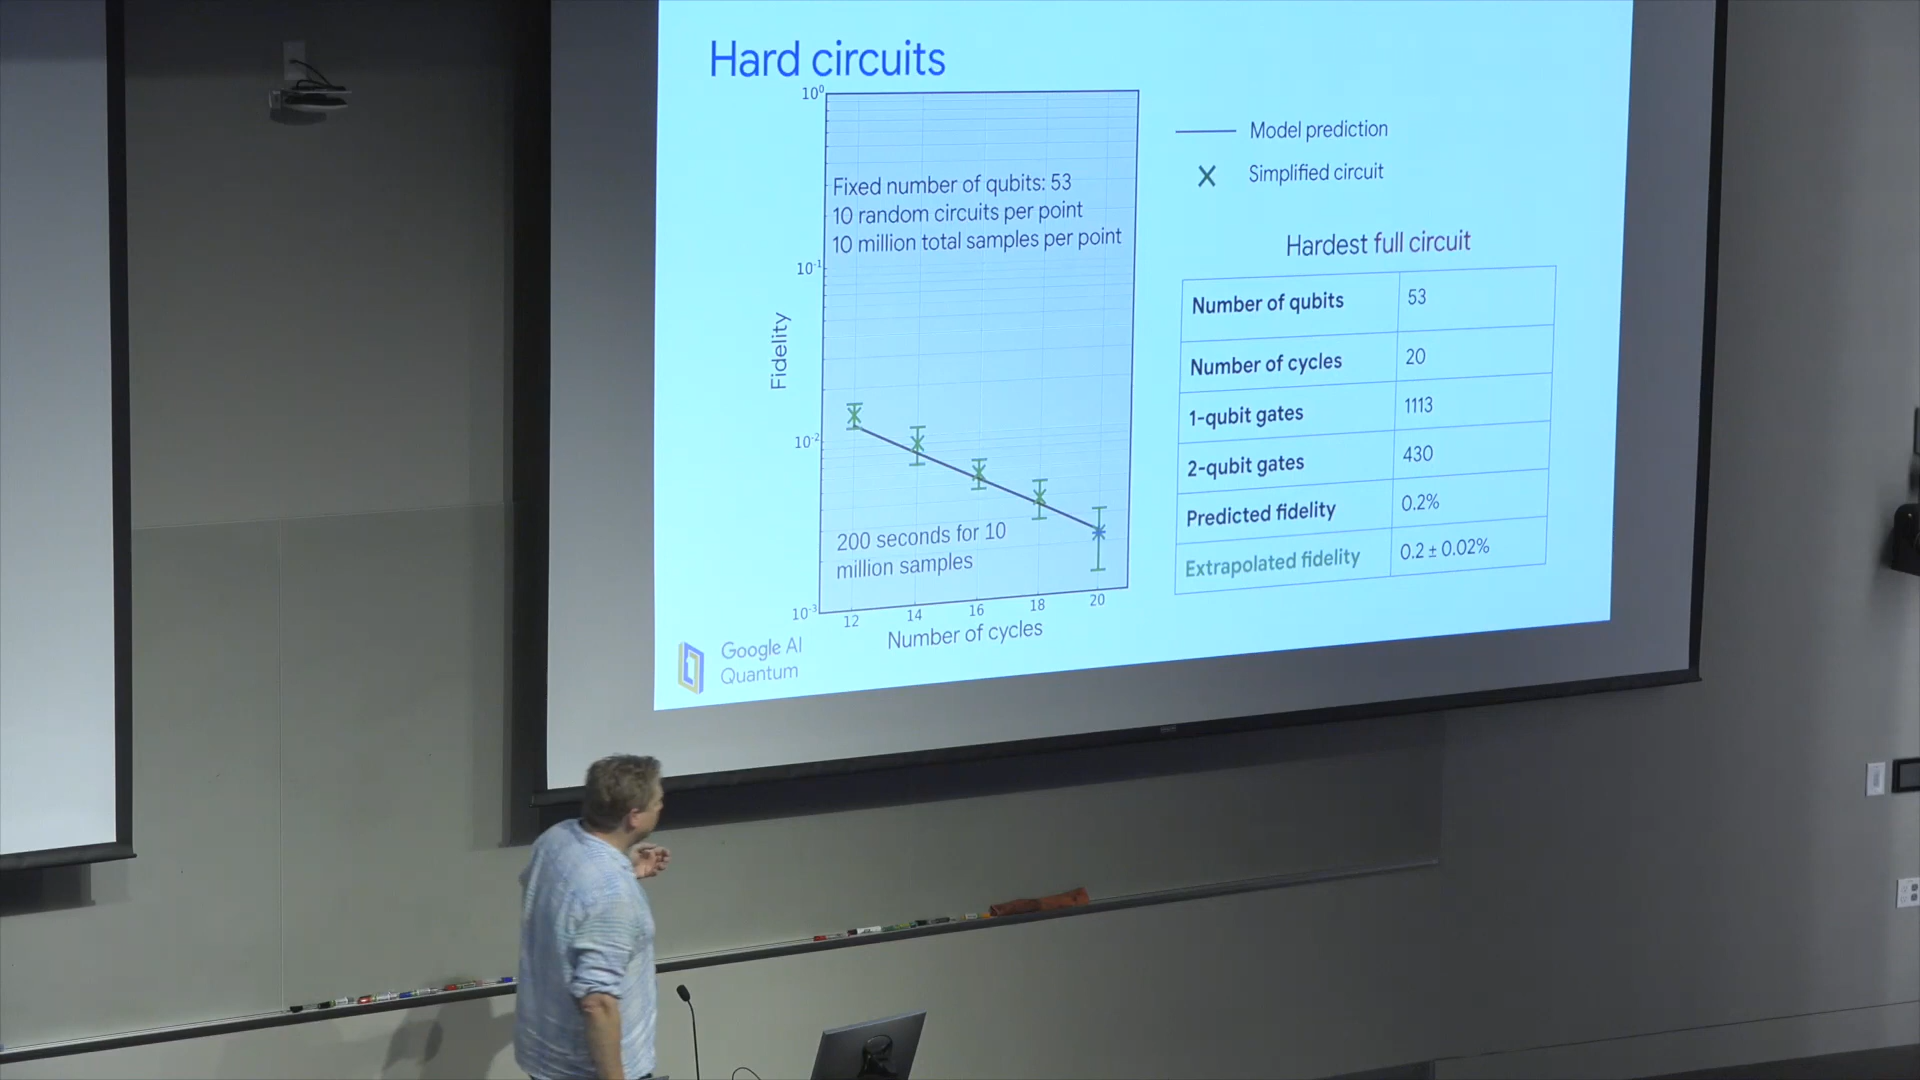 Hard circuits
10⁰
Fixed number of qubits: 53
10 random circuits per point
10 million total samples per point
10⁻¹
Fidelity
10⁻²
200 seconds for 10
million samples
10⁻³
12 14 16 18 20
Number of cycles
Model prediction
Simplified circuit
Hardest full circuit
Number of qubits 53
Number of cycles 20
1-qubit gates 1113
2-qubit gates 430
Predicted fidelity 0.2%
Extrapolated fidelity 0.2 ± 0.02%
Google AI
Quantum